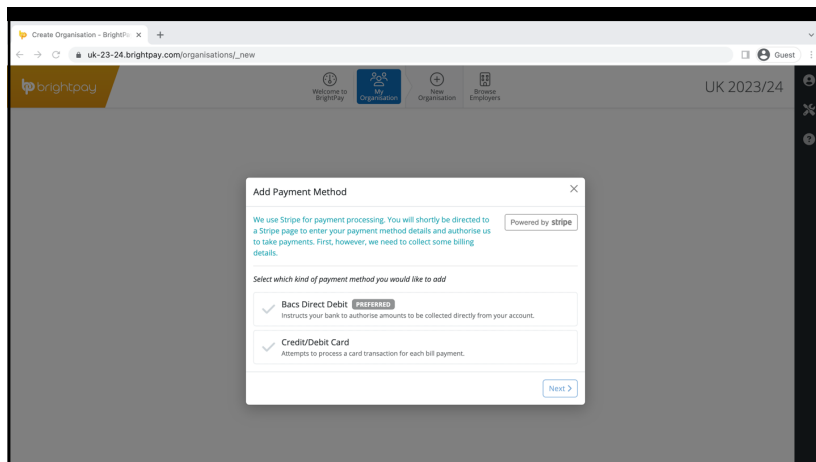 Create Organisation - BrightPa
uk-23-24.brightpay.com/organisations/_new
Guest
brightpay
Welcome to
BrightPay
My
Organisation
New
Organisation
Browse
Employers
UK 2023/24
Add Payment Method
We use Stripe for payment processing. You will shortly be directed to
a Stripe page to enter your payment method details and authorise us
to take payments. First, however, we need to collect some billing
details.
Powered by stripe
Select which kind of payment method you would like to add
Bacs Direct Debit PREFERRED
Instructs your bank to authorise amounts to be collected directly from your account.
Credit/Debit Card
Attempts to process a card transaction for each bill payment.
Next